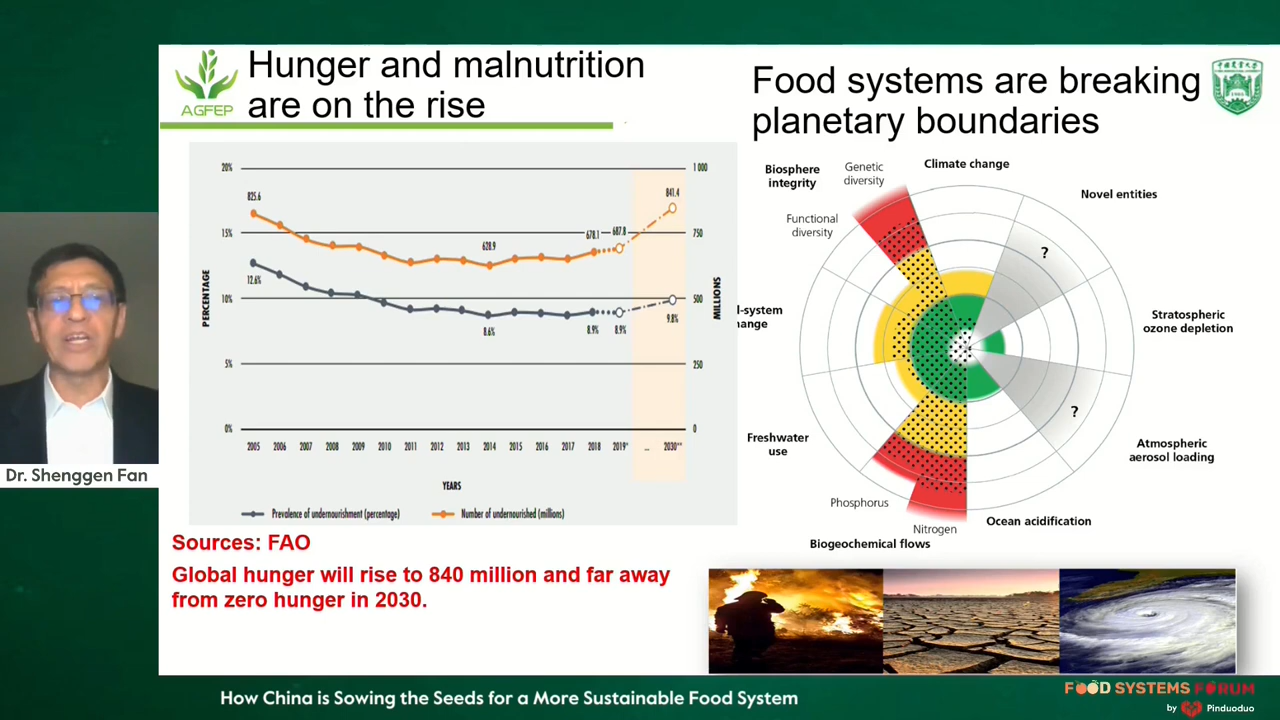 AGFEP
Hunger and malnutrition
are on the rise
Food systems are breaking
planetary boundaries
20%
15%
10%
5%
0%
PERCENTAGE
1 000
750
500
250
0
MILLIONS
825.6
628.9
678.1
687.8
841.4
12.6%
8.6%
8.9%
8.9%
9.8%
2005
2006
2007
2008
2009
2010
2011
2012
2013
2014
2015
2016
2017
2018
2019*
...
2030**
YEARS
Prevalence of undernourishment (percentage)
Number of undernourished (millions)
Biosphere
integrity
Genetic
diversity
Functional
diversity
Climate change
Novel entities
?
Stratospheric
ozone depletion
?
Atmospheric
aerosol loading
Ocean acidification
Nitrogen
Phosphorus
Biogeochemical flows
Freshwater
use
l-system
hange
Sources: FAO
Global hunger will rise to 840 million and far away
from zero hunger in 2030.
Dr. Shenggen Fan
How China is Sowing the Seeds for a More Sustainable Food System
FOOD SYSTEMS FORUM
by Pinduoduo